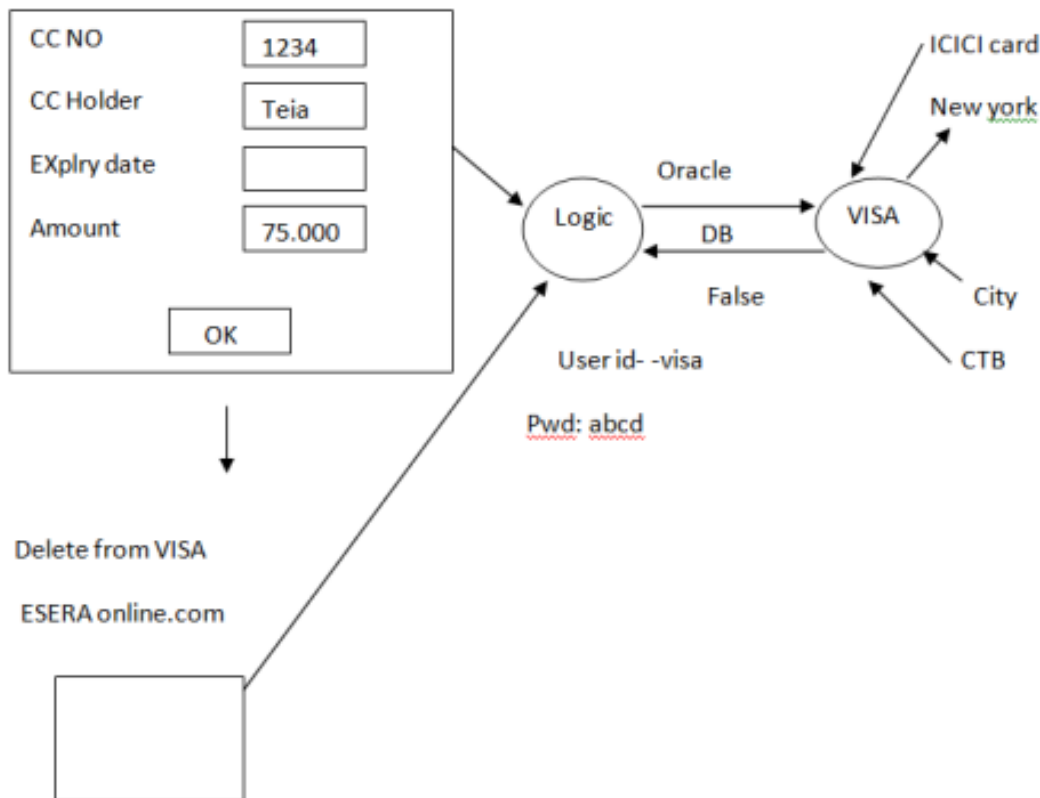 CC NO 1234
CC Holder Teia
EXplry date
Amount 75.000
OK
Delete from VISA
ESERA online.com
Logic
Oracle
DB
False
User id- -visa
Pwd: abcd
VISA
ICICI card
New york
City
CTB